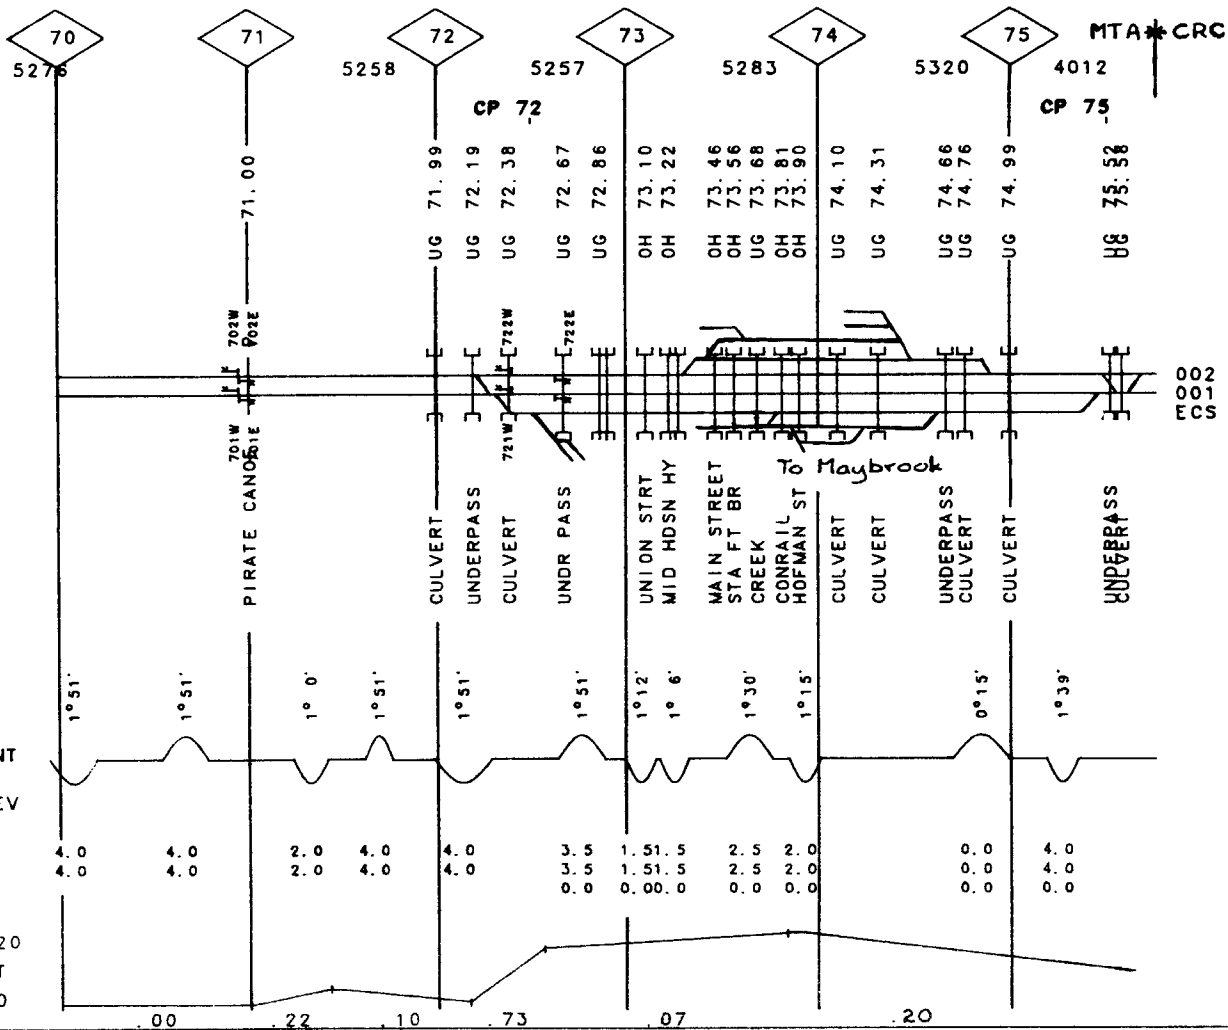 70 71 72 73 74 75 MTA*CRC
5276 5258 5257 5283 5320 4012
CP 72 CP 75
71.00
UG 71.99
UG 72.19
UG 72.38
UG 72.67
UG 72.86
OH 73.10
OH 73.22
OH 73.46
OH 73.56
UG 73.68
OH 73.81
OH 73.90
UG 74.10
UG 74.31
UG 74.66
UG 74.76
UG 74.99
UG 75.52
UG 75.58
702W
702E
722W
722E
002
001
ECS
701W
701E
721W
To Maybrook
PIRATE CANOE
CULVERT
UNDERPASS
CULVERT
UNDR PASS
UNION STRT
MID HDSN HY
MAIN STREET
STA FT BR
CREEK
CONRAIL
HOFMAN ST
CULVERT
CULVERT
UNDERPASS
CULVERT
CULVERT
UNDERPASS
CULVERT
1°51' 1°51' 1° 0' 1°51' 1°51' 1°51' 1°12' 1° 6' 1°30' 1°15' 0°15' 1°39'
NT
EV
4.0 4.0 2.0 4.0 4.0 3.5 1.5 1.5 2.5 2.0 0.0 4.0
4.0 4.0 2.0 4.0 4.0 3.5 1.5 1.5 2.5 2.0 0.0 4.0
0.0 0.0 0.0 0.0 0.0 0.0 0.0
20
T
0
.00 .22 .10 .73 .07 .20